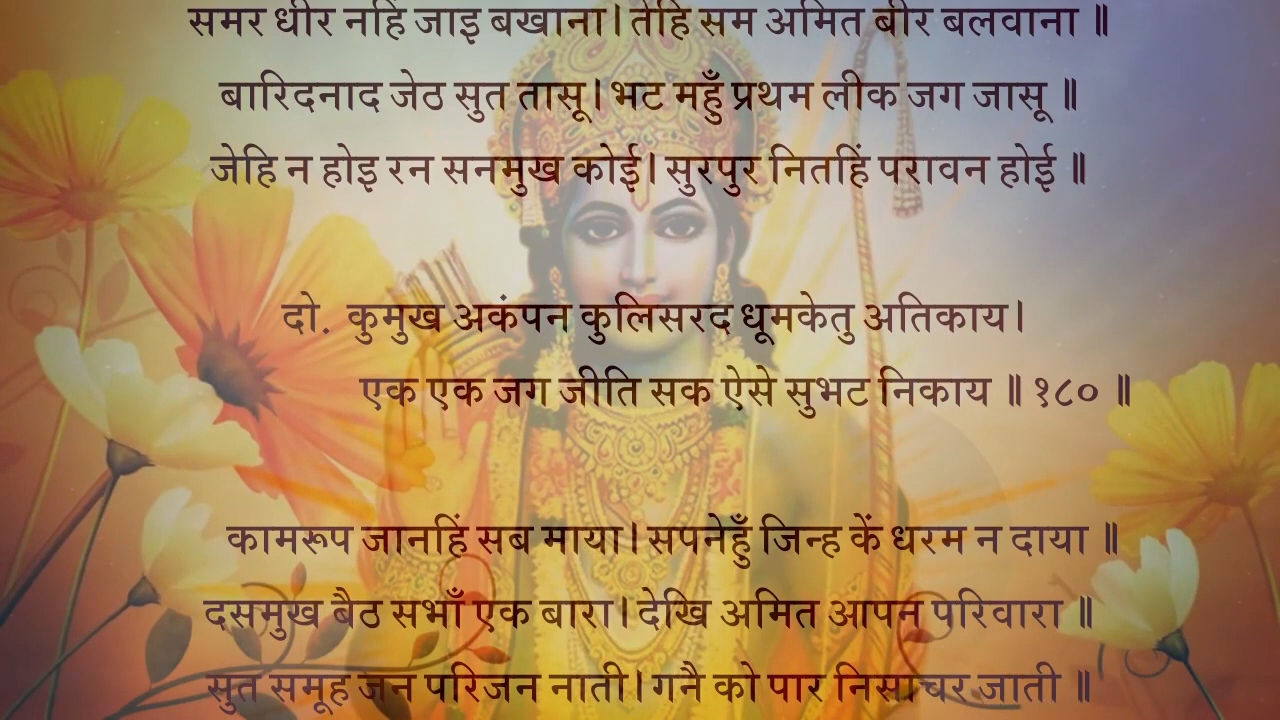 समर धीर नहिं जाइ बखाना। तेहि सम अमित बीर बलवाना ॥
बारिदनाद जेठ सुत तासू। भट महुँ प्रथम लीक जग जासू ॥
जेहि न होइ रन सनमुख कोई। सुरपुर नितहिं परावन होई ॥
दो. कुमुख अकंपन कुलिसरद धूमकेतु अतिकाय।
एक एक जग जीति सक ऐसे सुभट निकाय ॥ १८० ॥
कामरूप जानहिं सब माया। सपनेहुँ जिन्ह कें धरम न दाया ॥
दसमुख बैठ सभाँ एक बारा। देखि अमित आपन परिवारा ॥
सुत समूह जन परिजन नाती। गनै को पार निसाचर जाती ॥